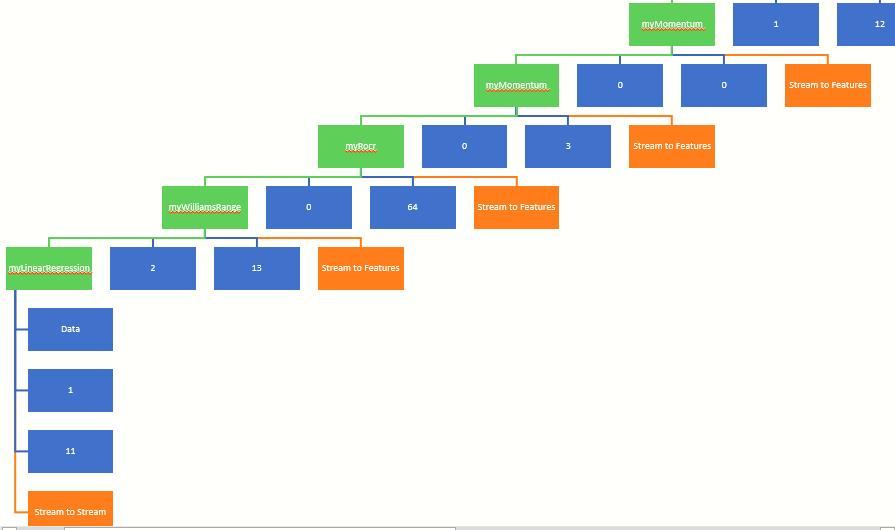 myMomentum 1 12
myMomentum 0 0 Stream to Features
myRocr 0 3 Stream to Features
myWilliamsRange 0 64 Stream to Features
myLinearRegression 2 13 Stream to Features
Data
1
11
Stream to Stream